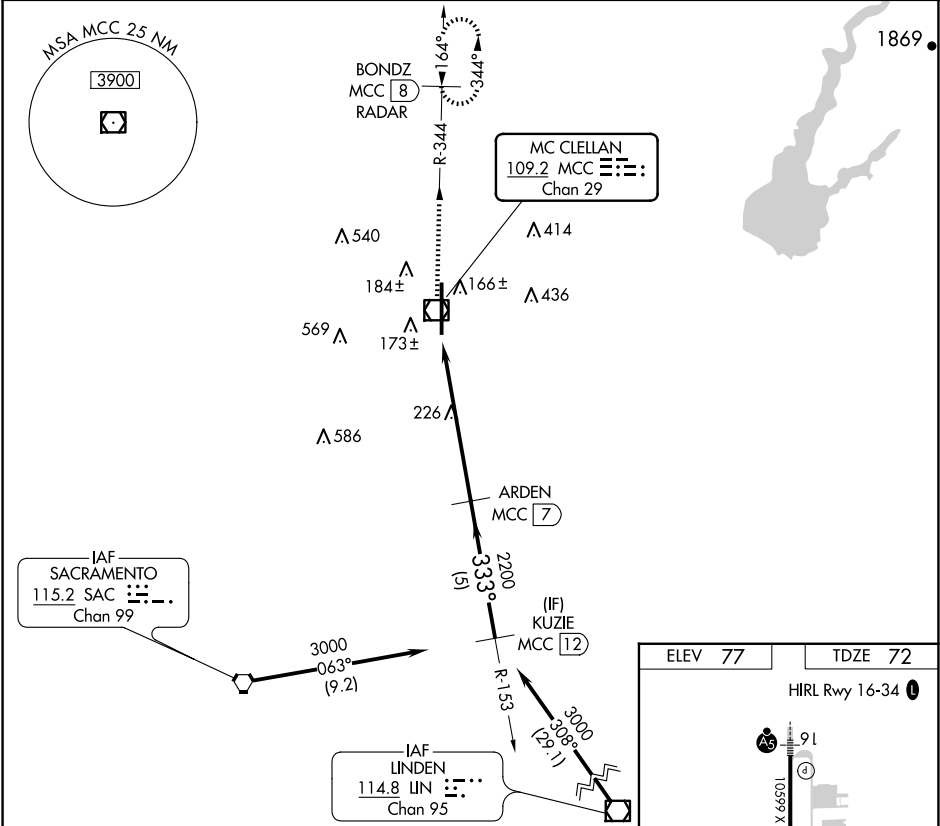 MSA MCC 25 NM
3900
164°
344°
BONDZ
MCC 8
RADAR
R-344
1869
MC CLELLAN
109.2 MCC
Chan 29
540
414
184±
166±
436
569
173±
226
586
ARDEN
MCC 7
2200
333°
(5)
IAF
SACRAMENTO
115.2 SAC
Chan 99
(IF)
KUZIE
MCC 12
3000
063°
(9.2)
R-153
3000
308°
(29.1)
IAF
LINDEN
114.8 LIN
Chan 95
ELEV 77
TDZE 72
HIRL Rwy 16-34 L
A5
16
P
10599 X